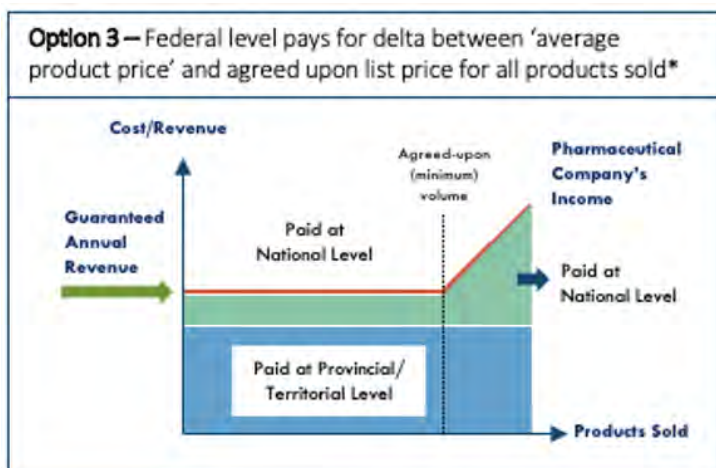 Option 3 – Federal level pays for delta between ‘average
product price’ and agreed upon list price for all products sold*
Cost/Revenue
Agreed-upon
(minimum)
volume
Pharmaceutical
Company's
Income
Guaranteed
Annual
Revenue
Paid at
National Level
Paid at
National Level
Paid at Provincial/
Territorial Level
Products Sold